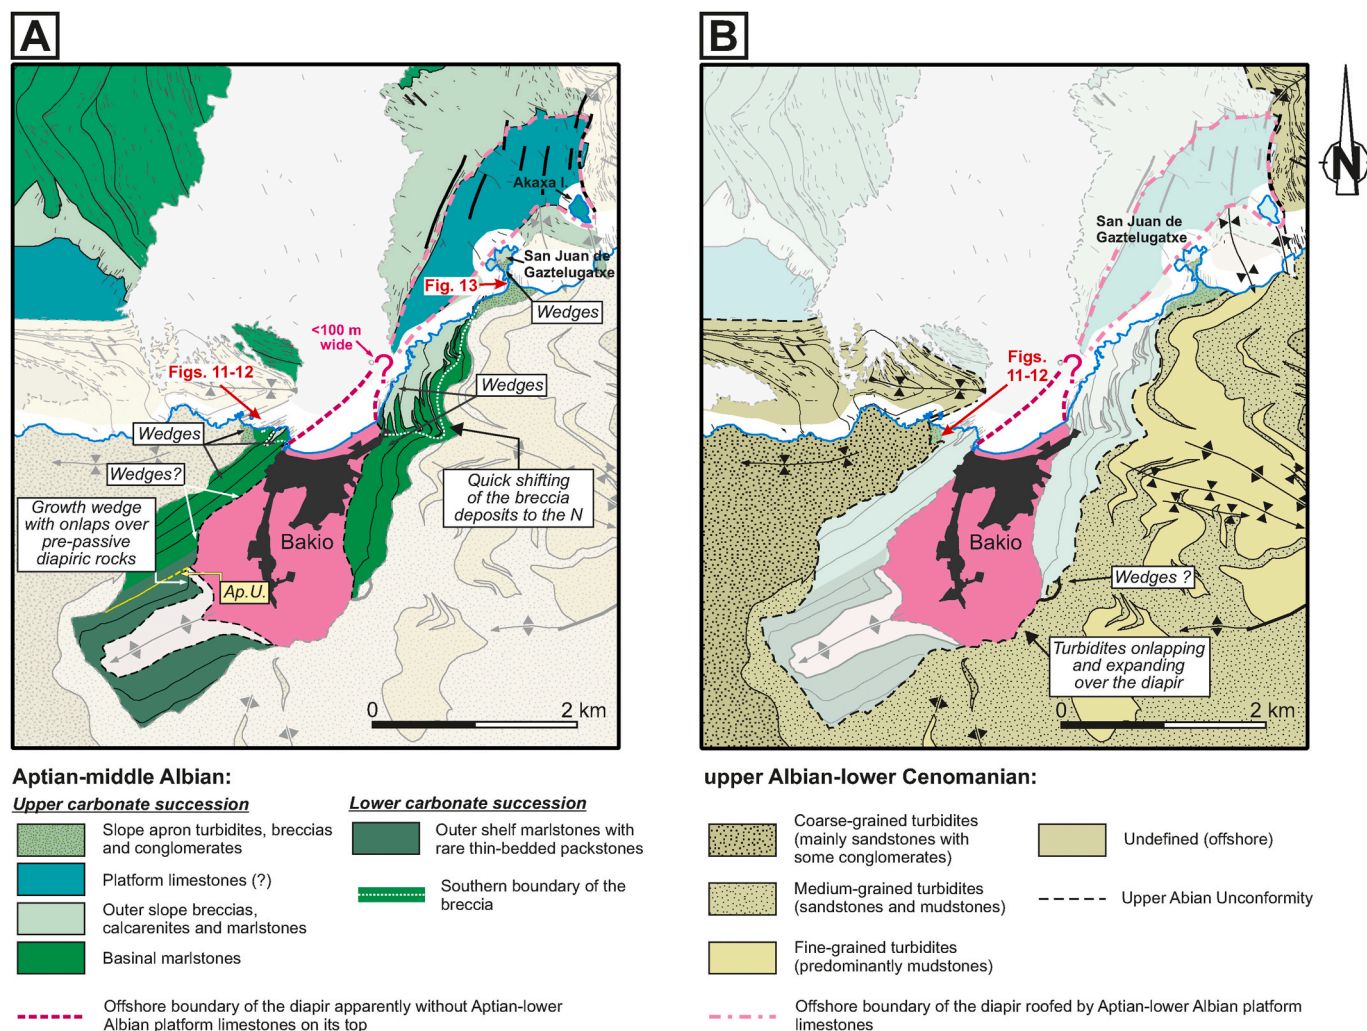 A
Akaxa I.
San Juan de
Gaztelugatxe
Fig. 13
Wedges
<100 m
wide
?
Figs. 11-12
Wedges
Wedges
Wedges?
Growth wedge
with onlaps over
pre-passive
diapiric rocks
Quick shifting
of the breccia
deposits to the N
Bakio
Ap.U.
0 2 km
B
N
San Juan de
Gaztelugatxe
?
Figs.
11-12
Bakio
Wedges ?
Turbidites onlapping
and expanding
over the diapir
0 2 km
Aptian-middle Albian:
Upper carbonate succession
Slope apron turbidites, breccias
and conglomerates
Platform limestones (?)
Outer slope breccias,
calcarenites and marlstones
Basinal marlstones
Lower carbonate succession
Outer shelf marlstones with
rare thin-bedded packstones
Southern boundary of the
breccia
Offshore boundary of the diapir apparently without Aptian-lower
Albian platform limestones on its top
upper Albian-lower Cenomanian:
Coarse-grained turbidites
(mainly sandstones with
some conglomerates)
Medium-grained turbidites
(sandstones and mudstones)
Fine-grained turbidites
(predominantly mudstones)
Undefined (offshore)
Upper Abian Unconformity
Offshore boundary of the diapir roofed by Aptian-lower Albian platform
limestones